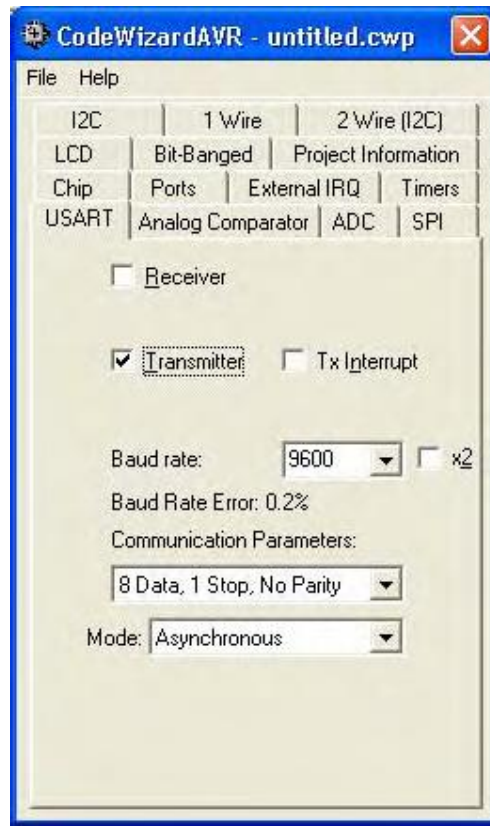 CodeWizardAVR - untitled.cwp
File Help
I2C 1 Wire 2 Wire (I2C)
LCD Bit-Banged Project Information
Chip Ports External IRQ Timers
USART Analog Comparator ADC SPI
Receiver
Transmitter Tx Interrupt
Baud rate: 9600 x2
Baud Rate Error: 0.2%
Communication Parameters:
8 Data, 1 Stop, No Parity
Mode: Asynchronous